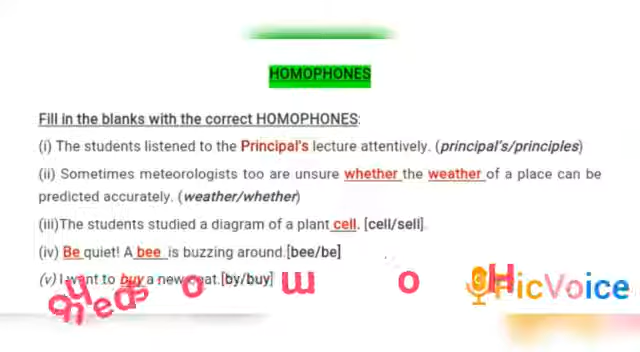 HOMOPHONES
Fill in the blanks with the correct HOMOPHONES:
(i) The students listened to the Principal's lecture attentively. (principal's/principles)
(ii) Sometimes meteorologists too are unsure whether the weather of a place can be
predicted accurately. (weather/whether)
(iii)The students studied a diagram of a plant cell. [cell/sell]
(iv) Be quiet! A bee is buzzing around.[bee/be]
(v) I want to buy a new coat.[by/buy]
o w o H
PicVoice